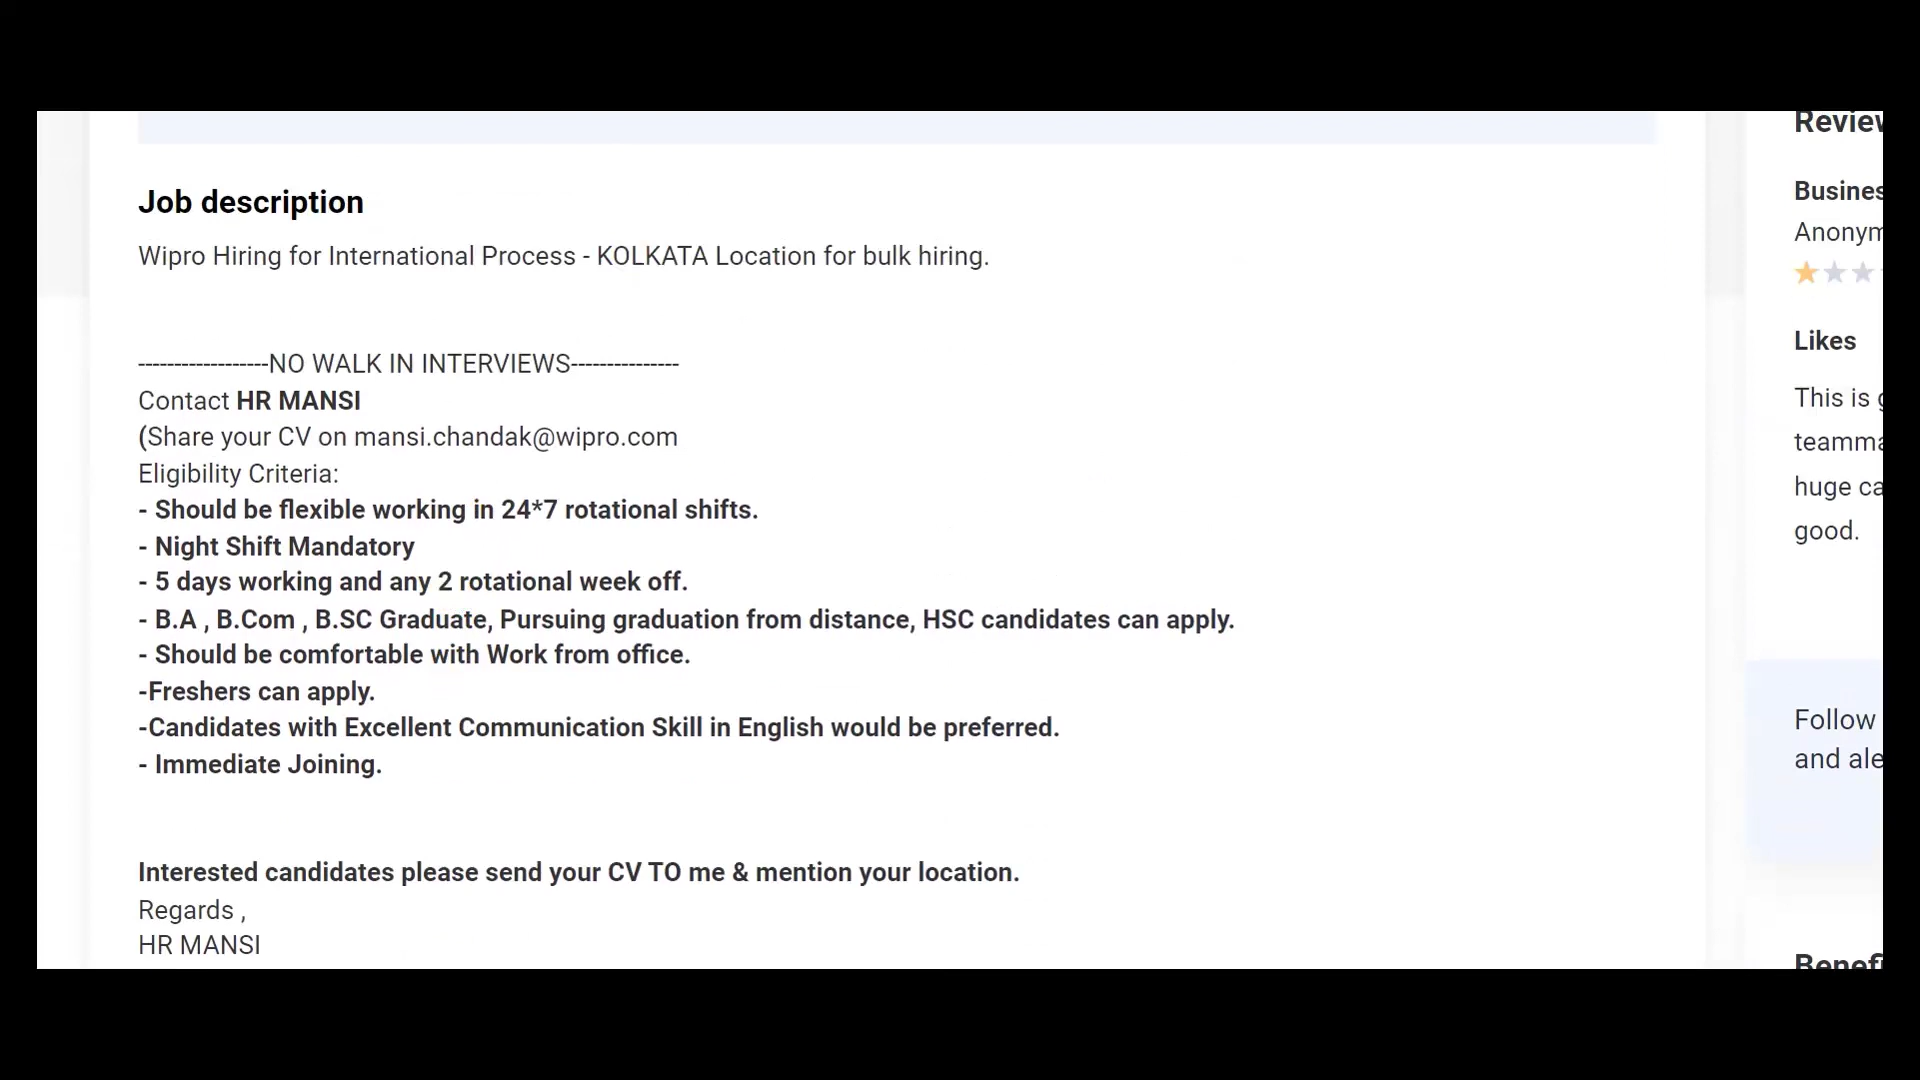 Job description
Wipro Hiring for International Process - KOLKATA Location for bulk hiring.
------------------NO WALK IN INTERVIEWS---------------
Contact HR MANSI
(Share your CV on mansi.chandak@wipro.com
Eligibility Criteria:
- Should be flexible working in 24*7 rotational shifts.
- Night Shift Mandatory
- 5 days working and any 2 rotational week off.
- B.A , B.Com , B.SC Graduate, Pursuing graduation from distance, HSC candidates can apply.
- Should be comfortable with Work from office.
-Freshers can apply.
-Candidates with Excellent Communication Skill in English would be preferred.
- Immediate Joining.
Interested candidates please send your CV TO me & mention your location.
Regards ,
HR MANSI
Likes
This is
huge
good.
Follow
and